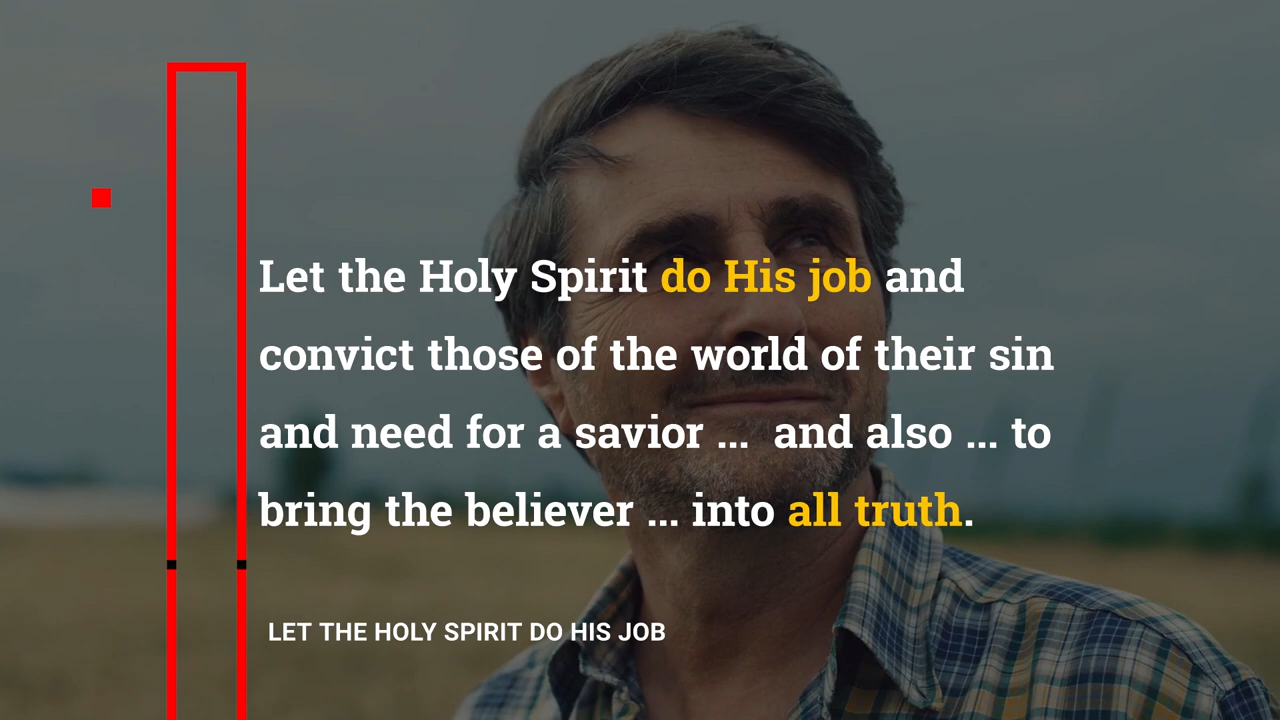 Let the Holy Spirit do His job and
convict those of the world of their sin
and need for a savior ...  and also ... to
bring the believer ... into all truth.
LET THE HOLY SPIRIT DO HIS JOB